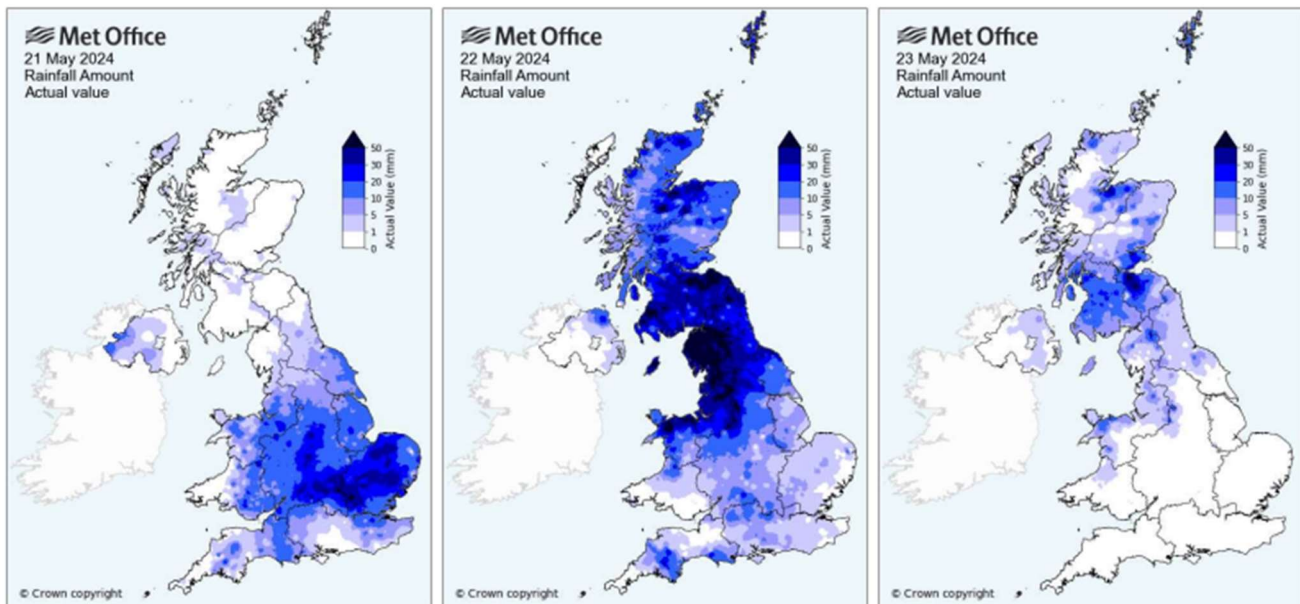 Met Office
21 May 2024
Rainfall Amount
Actual value
50
30
20
10
5
1
0
Actual Value (mm)
© Crown copyright
Met Office
22 May 2024
Rainfall Amount
Actual value
50
30
20
10
5
1
0
Actual Value (mm)
© Crown copyright
Met Office
23 May 2024
Rainfall Amount
Actual value
50
30
20
10
5
1
0
Actual Value (mm)
© Crown copyright